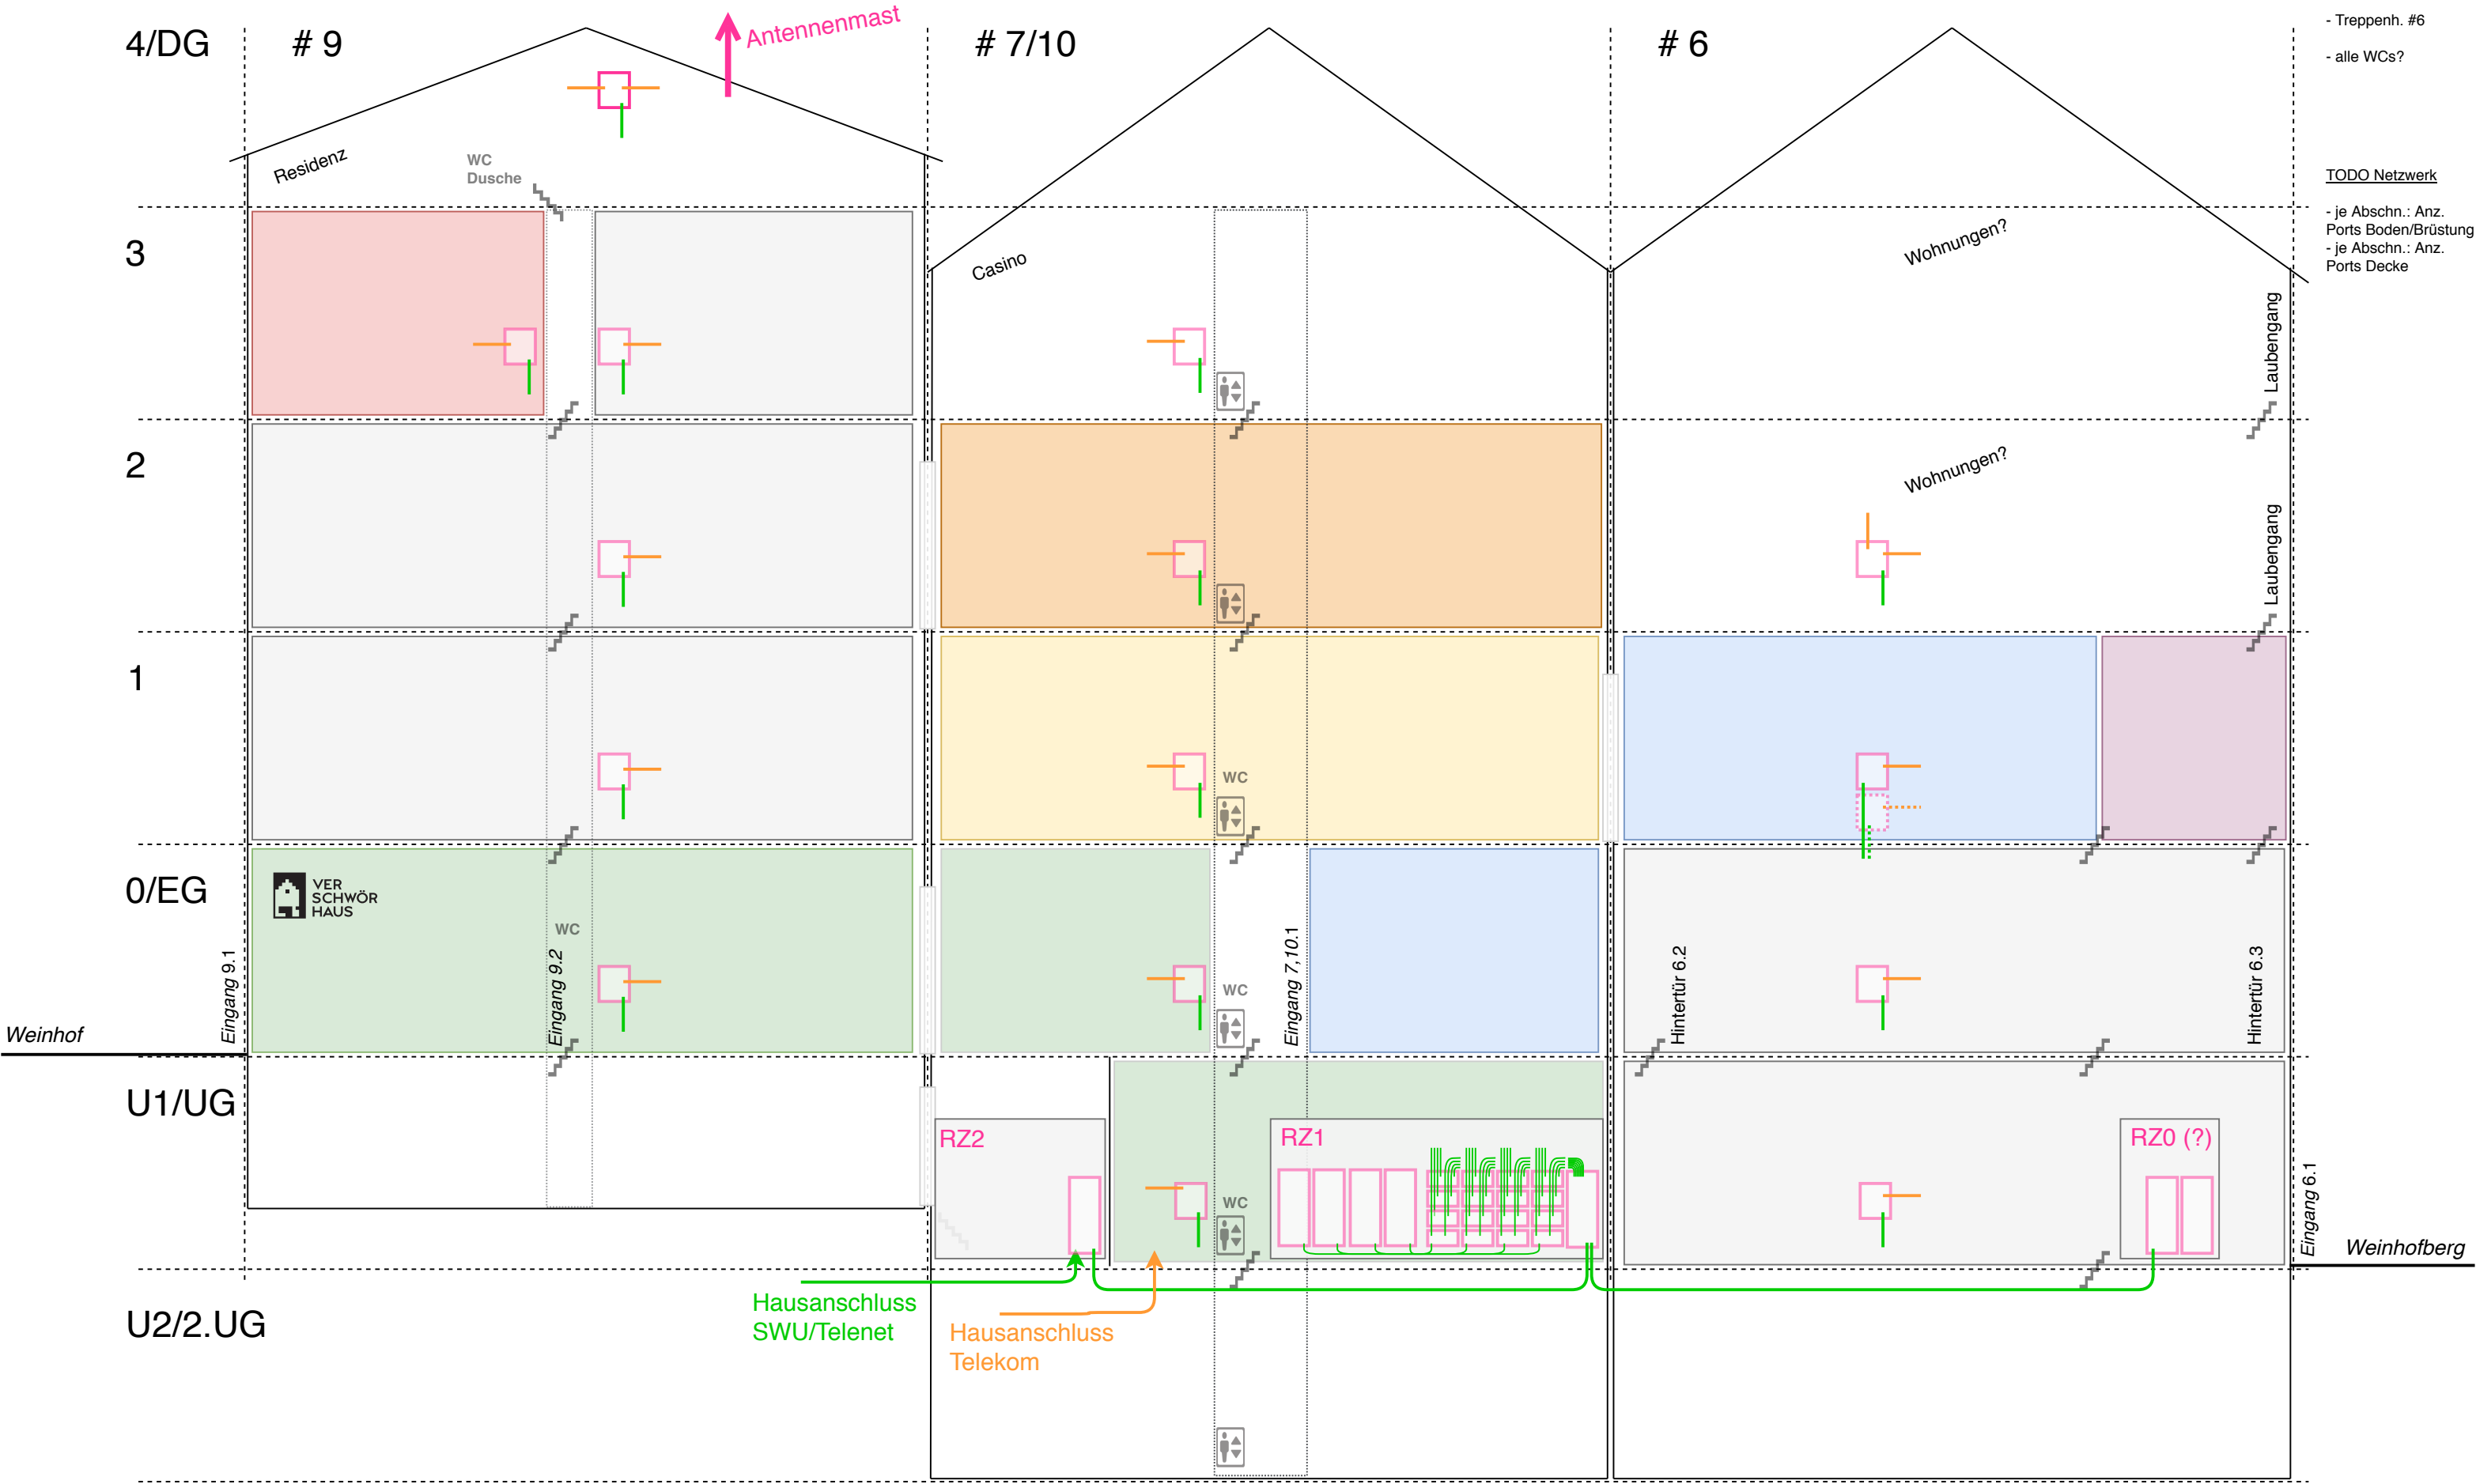 4/DG
# 9
Antennenmast
# 7/10
# 6
- Treppenh. #6
- alle WCs?
Residenz
WC
Dusche
TODO Netzwerk
- je Abschn.: Anz.
Ports Boden/Brüstung
- je Abschn.: Anz.
Ports Decke
3
Casino
Wohnungen?
Laubengang
2
Wohnungen?
Laubengang
1
WC
0/EG
VER
SCHWÖR
HAUS
WC
Eingang 9.1
Eingang 9.2
WC
Eingang 7,10.1
Hintertür 6.2
Hintertür 6.3
Weinhof
U1/UG
RZ2
RZ1
WC
RZ0 (?)
Eingang 6.1
Weinhofberg
U2/2.UG
Hausanschluss
SWU/Telenet
Hausanschluss
Telekom